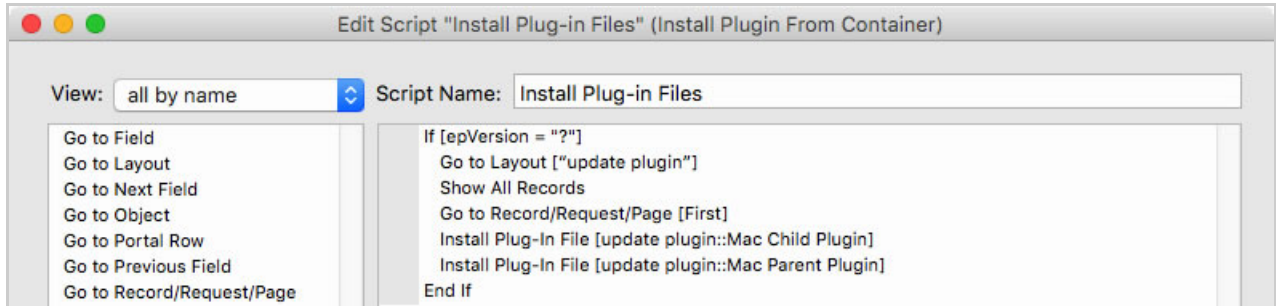 Edit Script "Install Plug-in Files" (Install Plugin From Container)
View: all by name Script Name: Install Plug-in Files
Go to Field
Go to Layout
Go to Next Field
Go to Object
Go to Portal Row
Go to Previous Field
Go to Record/Request/Page
If [epVersion = "?"]
Go to Layout [“update plugin”]
Show All Records
Go to Record/Request/Page [First]
Install Plug-In File [update plugin::Mac Child Plugin]
Install Plug-In File [update plugin::Mac Parent Plugin]
End If